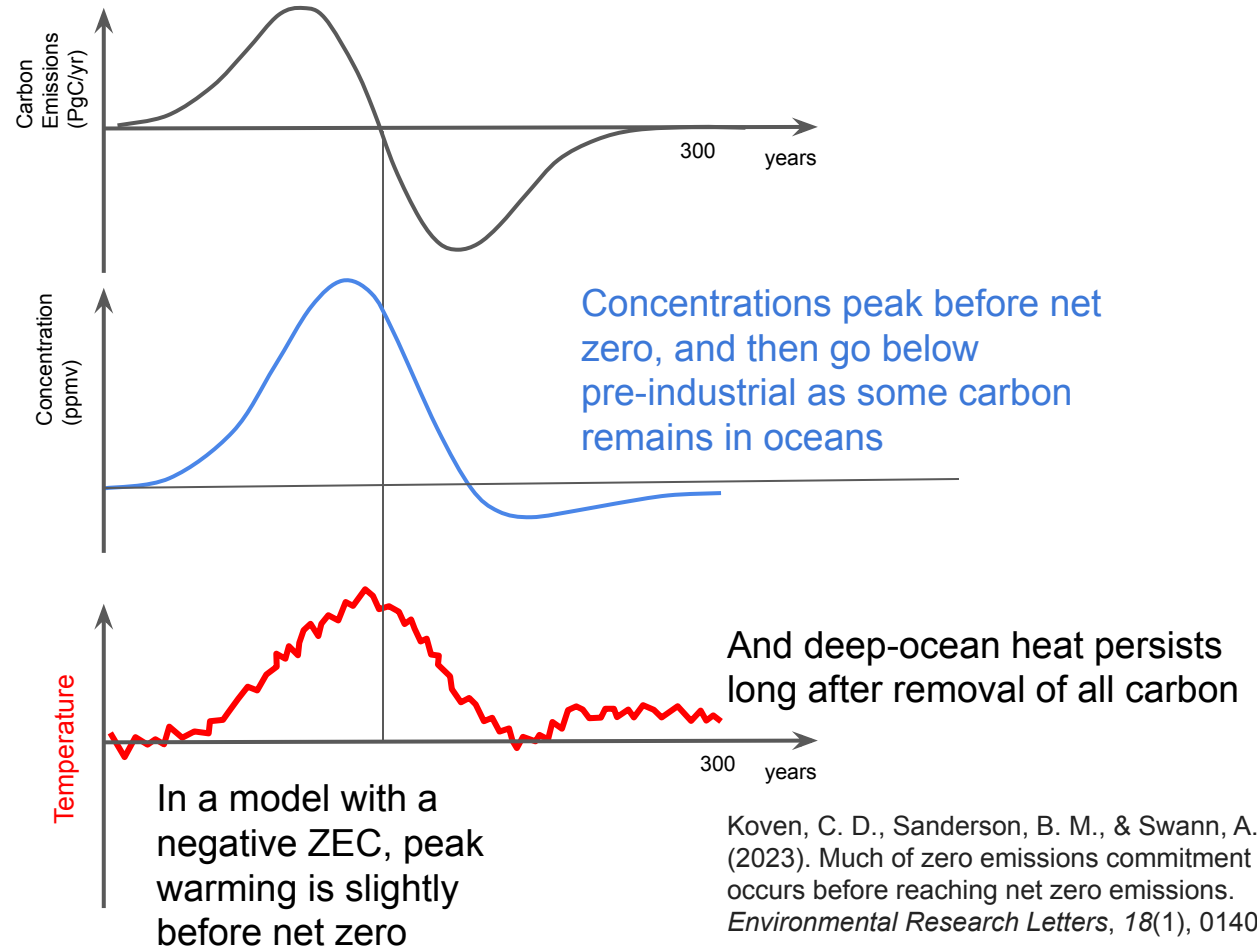 Carbon
Emissions
(PgC/yr)
300
years
Concentration
(ppmv)
Concentrations peak before net
zero, and then go below
pre-industrial as some carbon
remains in oceans
Temperature
And deep-ocean heat persists
long after removal of all carbon
300
years
In a model with a
negative ZEC, peak
warming is slightly
before net zero
Koven, C. D., Sanderson, B. M., & Swann, A.
(2023). Much of zero emissions commitment
occurs before reaching net zero emissions.
Environmental Research Letters, 18(1), 0140